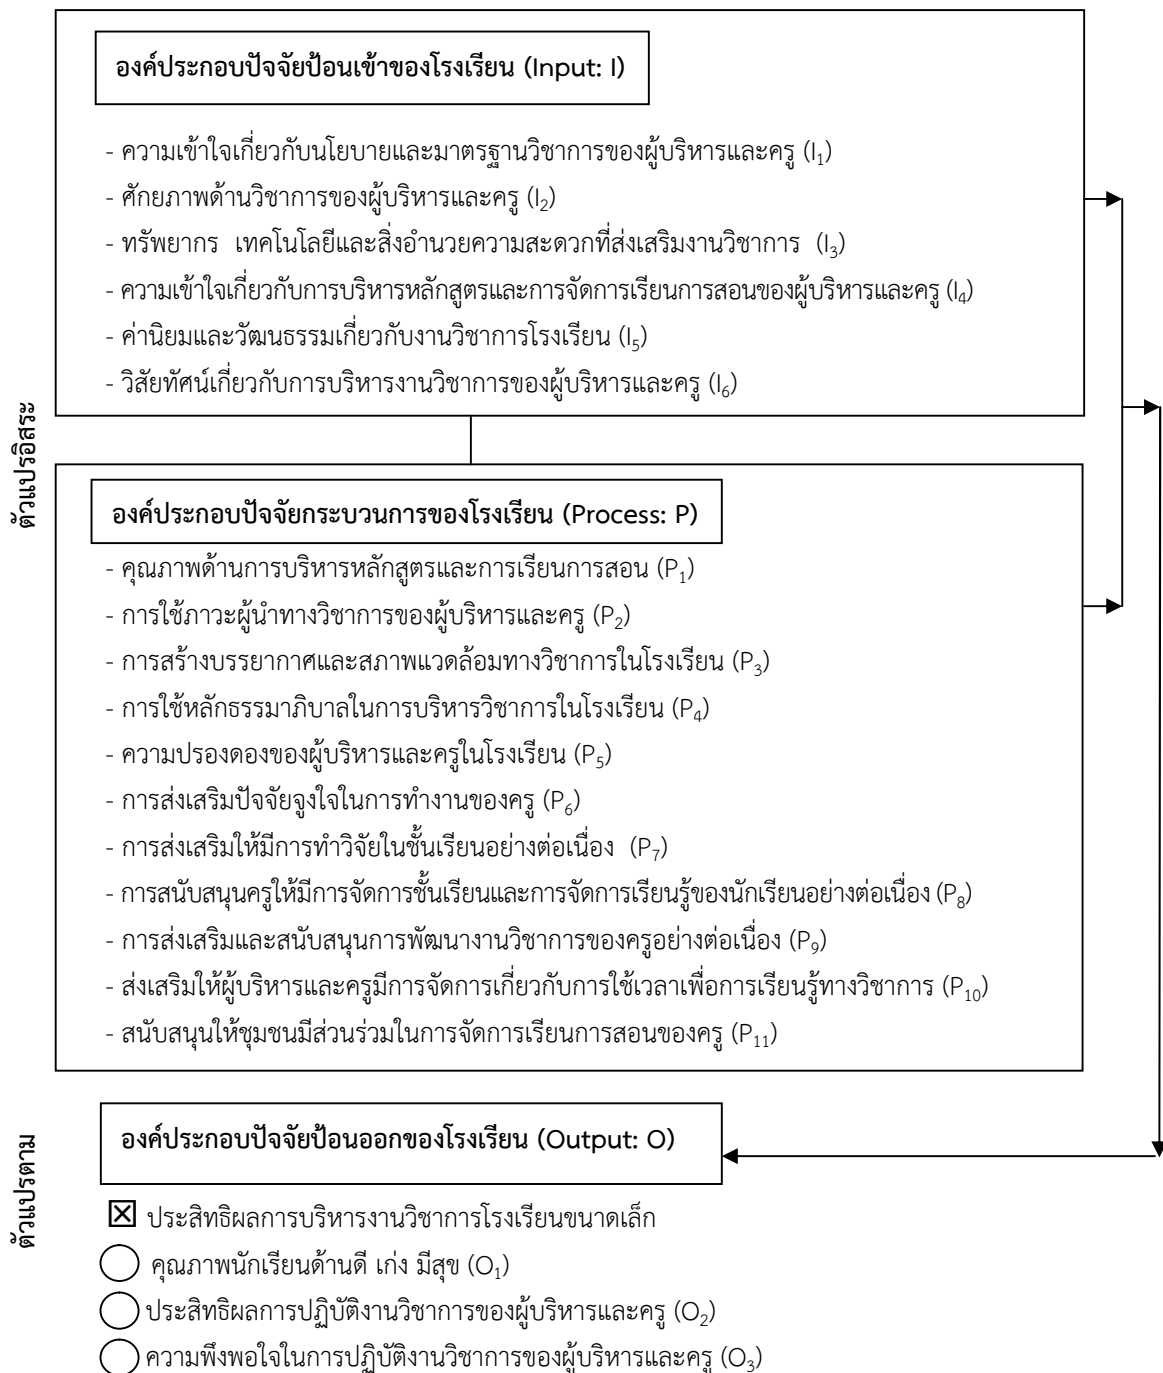 องค์ประกอบปัจจัยป้อนเข้าของโรงเรียน (Input: I)
- ความเข้าใจเกี่ยวกับนโยบายและมาตรฐานวิชาการของผู้บริหารและครู (I₁)
- ศักยภาพด้านวิชาการของผู้บริหารและครู (I₂)
- ทรัพยากร เทคโนโลยีและสิ่งอำนวยความสะดวกที่ส่งเสริมงานวิชาการ (I₃)
- ความเข้าใจเกี่ยวกับการบริหารหลักสูตรและการจัดการเรียนการสอนของผู้บริหารและครู (I₄)
- ค่านิยมและวัฒนธรรมเกี่ยวกับงานวิชาการโรงเรียน (I₅)
- วิสัยทัศน์เกี่ยวกับการบริหารงานวิชาการของผู้บริหารและครู (I₆)
ตัวแปรอิสระ
องค์ประกอบปัจจัยกระบวนการของโรงเรียน (Process: P)
- คุณภาพด้านการบริหารหลักสูตรและการเรียนการสอน (P₁)
- การใช้ภาวะผู้นำทางวิชาการของผู้บริหารและครู (P₂)
- การสร้างบรรยากาศและสภาพแวดล้อมทางวิชาการในโรงเรียน (P₃)
- การใช้หลักธรรมาภิบาลในการบริหารวิชาการในโรงเรียน (P₄)
- ความปรองดองของผู้บริหารและครูในโรงเรียน (P₅)
- การส่งเสริมปัจจัยจูงใจในการทำงานของครู (P₆)
- การส่งเสริมให้มีการทำวิจัยในชั้นเรียนอย่างต่อเนื่อง (P₇)
- การสนับสนุนครูให้มีการจัดการชั้นเรียนและการจัดการเรียนรู้ของนักเรียนอย่างต่อเนื่อง (P₈)
- การส่งเสริมและสนับสนุนการพัฒนางานวิชาการของครูอย่างต่อเนื่อง (P₉)
- ส่งเสริมให้ผู้บริหารและครูมีการจัดการเกี่ยวกับการใช้เวลาเพื่อการเรียนรู้ทางวิชาการ (P₁₀)
- สนับสนุนให้ชุมชนมีส่วนร่วมในการจัดการเรียนการสอนของครู (P₁₁)
ตัวแปรตาม
องค์ประกอบปัจจัยป้อนออกของโรงเรียน (Output: O)
☒ ประสิทธิผลการบริหารงานวิชาการโรงเรียนขนาดเล็ก
คุณภาพนักเรียนด้านดี เก่ง มีสุข (O₁)
ประสิทธิผลการปฏิบัติงานวิชาการของผู้บริหารและครู (O₂)
ความพึงพอใจในการปฏิบัติงานวิชาการของผู้บริหารและครู (O₃)